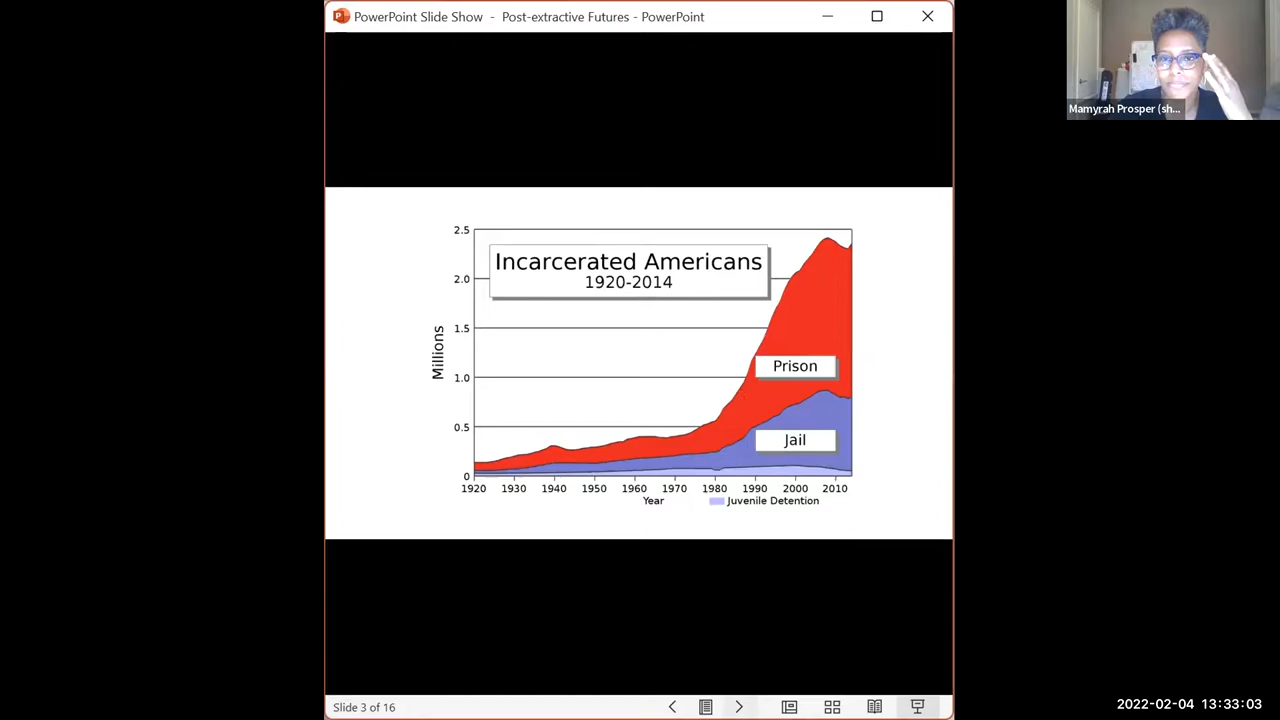 PowerPoint Slide Show - Post-extractive Futures - PowerPoint
Mamyrah Prosper (sh...
Incarcerated Americans
1920-2014
Millions
2.5
2.0
1.5
1.0
0.5
0
Prison
Jail
1920 1930 1940 1950 1960 1970 1980 1990 2000 2010
Year
Juvenile Detention
Slide 3 of 16
2022-02-04 13:33:03